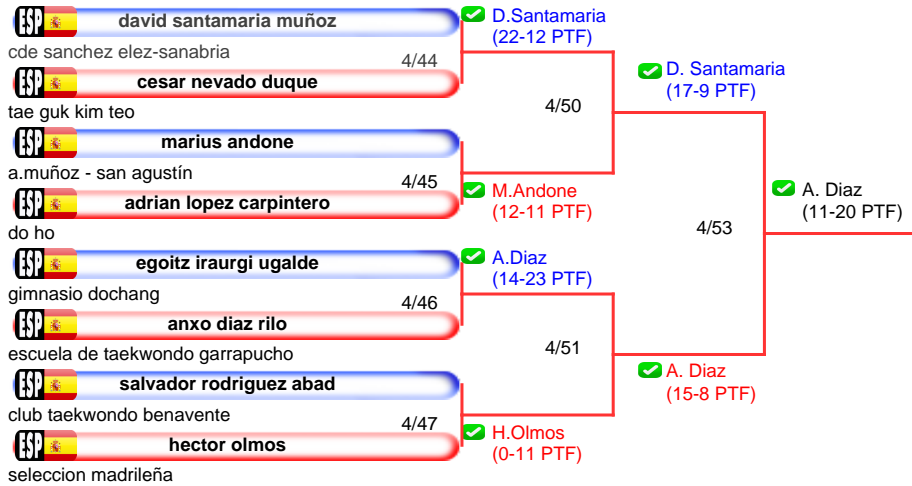 ESP david santamaria muñoz
cde sanchez elez-sanabria
4/44
ESP cesar nevado duque
tae guk kim teo
D.Santamaria
(22-12 PTF)
ESP marius andone
a.muñoz - san agustín
4/45
ESP adrian lopez carpintero
do ho
M.Andone
(12-11 PTF)
4/50
D. Santamaria
(17-9 PTF)
ESP egoitz iraurgi ugalde
gimnasio dochang
4/46
ESP anxo diaz rilo
escuela de taekwondo garrapucho
A.Diaz
(14-23 PTF)
ESP salvador rodriguez abad
club taekwondo benavente
4/47
ESP hector olmos
seleccion madrileña
H.Olmos
(0-11 PTF)
4/51
A. Diaz
(15-8 PTF)
4/53
A. Diaz
(11-20 PTF)